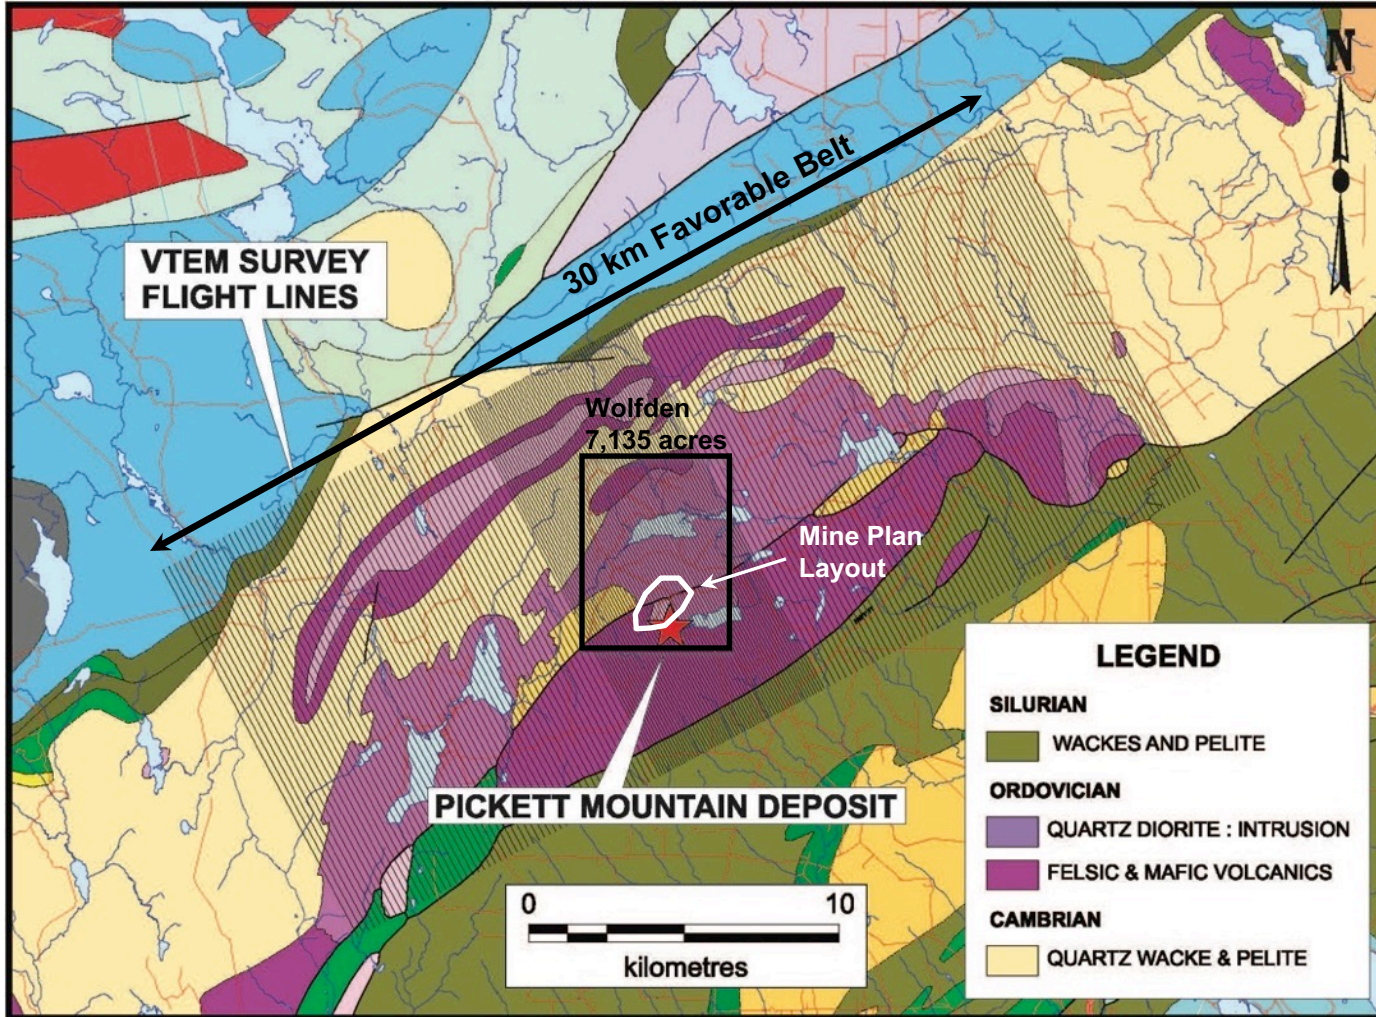 N
30 km Favorable Belt
VTEM SURVEY
FLIGHT LINES
Wolfden
7,135 acres
Mine Plan
Layout
PICKETT MOUNTAIN DEPOSIT
0 10
kilometres
LEGEND
SILURIAN
WACKES AND PELITE
ORDOVICIAN
QUARTZ DIORITE : INTRUSION
FELSIC & MAFIC VOLCANICS
CAMBRIAN
QUARTZ WACKE & PELITE